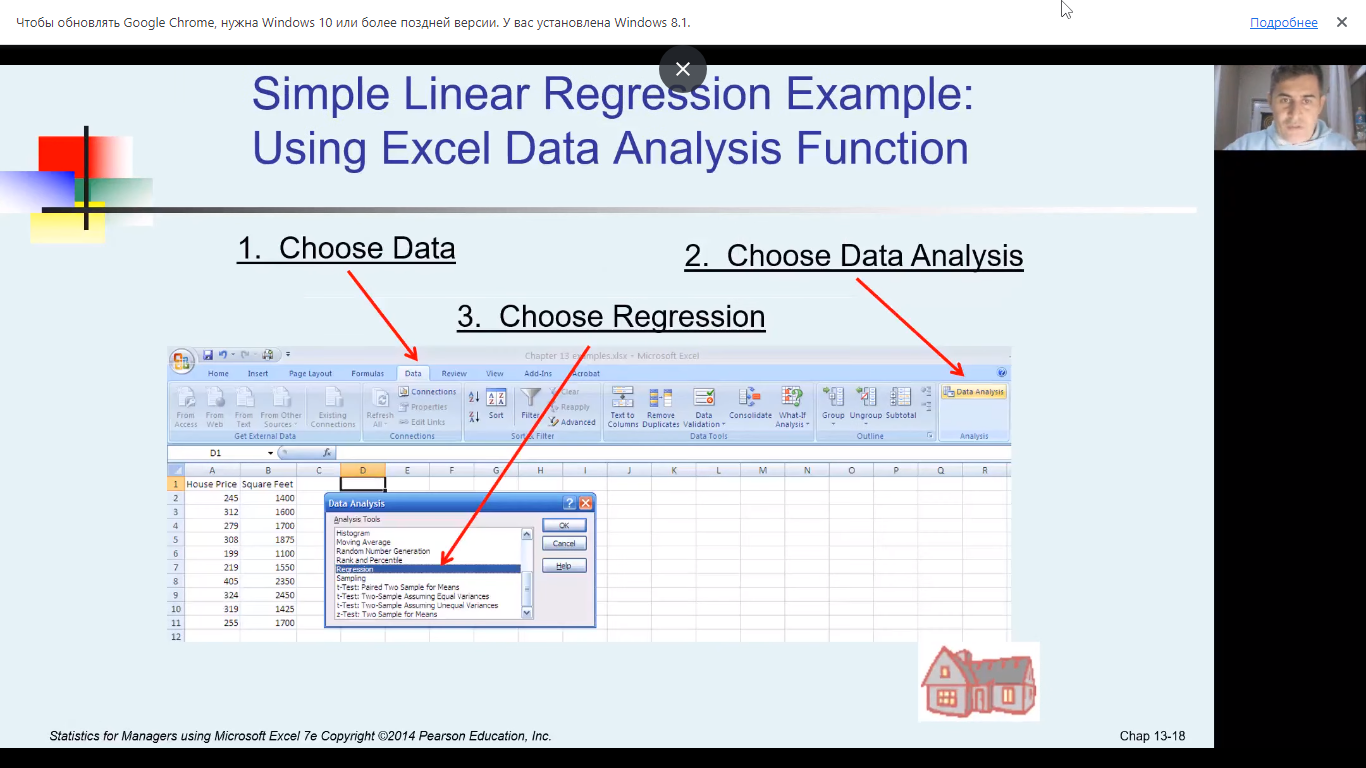 Чтобы обновлять Google Chrome, нужна Windows 10 или более поздней версии. У вас установлена Windows 8.1.
Подробнее
Simple Linear Regression Example:
Using Excel Data Analysis Function
1. Choose Data
2. Choose Data Analysis
3. Choose Regression
Chapter 13 examples.xlsx - Microsoft Excel
Home Insert Page Layout Formulas Data Review View Add-Ins Acrobat
From Access
From Web
From Text
From Other Sources
Existing Connections
Get External Data
Refresh All
Connections
Properties
Edit Links
Connections
Sort
Filter
Clear
Reapply
Advanced
Sort & Filter
Text to Columns
Remove Duplicates
Data Validation
Consolidate
What-If Analysis
Data Tools
Group
Ungroup
Subtotal
Outline
Data Analysis
Analysis
D1
fx
A B C D E F G H I J K L M N O P Q R
1 House Price Square Feet
2 245 1400
3 312 1600
4 279 1700
5 308 1875
6 199 1100
7 219 1550
8 405 2350
9 324 2450
10 319 1425
11 255 1700
12
Data Analysis
Analysis Tools
Histogram
Moving Average
Random Number Generation
Rank and Percentile
Regression
Sampling
t-Test: Paired Two Sample for Means
t-Test: Two-Sample Assuming Equal Variances
t-Test: Two-Sample Assuming Unequal Variances
z-Test: Two Sample for Means
OK
Cancel
Help
Statistics for Managers using Microsoft Excel 7e Copyright ©2014 Pearson Education, Inc.
Chap 13-18